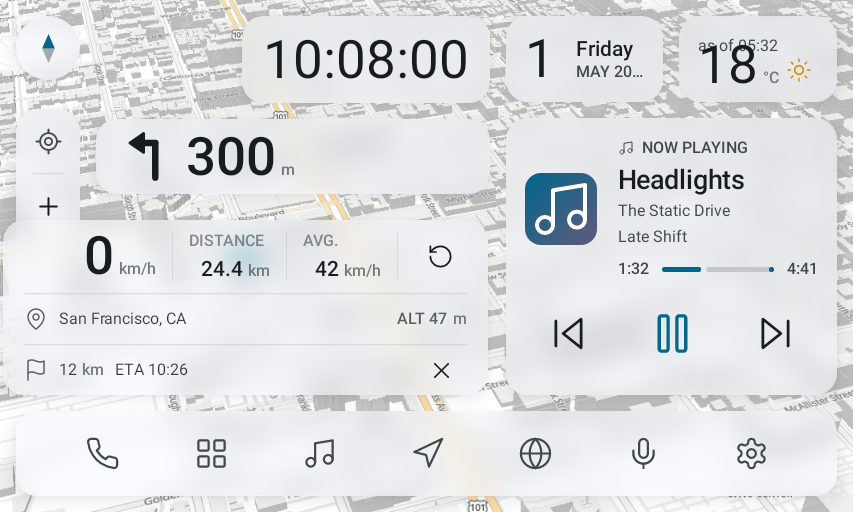 10:08:00
1
Friday
MAY 20...
as of 05:32
18 °C
300 m
NOW PLAYING
Headlights
The Static Drive
Late Shift
1:32
4:41
0 km/h
DISTANCE
24.4 km
AVG.
42 km/h
San Francisco, CA
ALT 47 m
12 km ETA 10:26
101
101